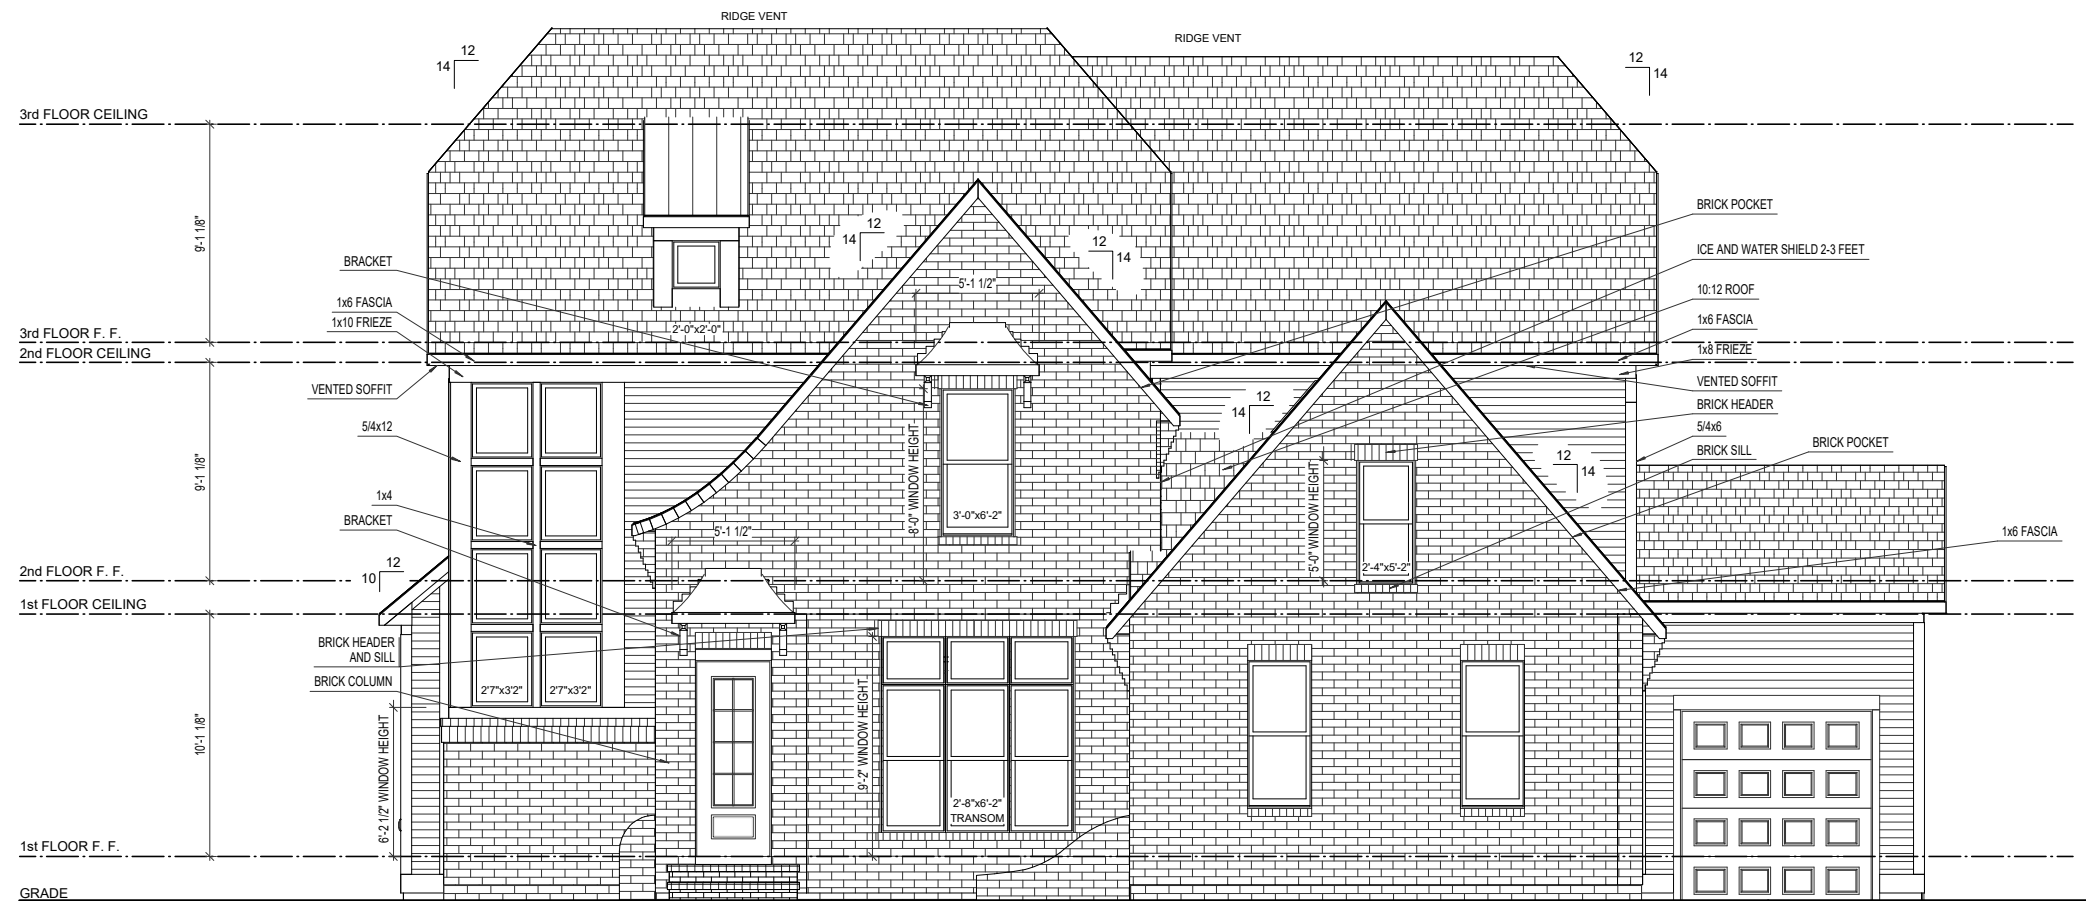 RIDGE VENT
RIDGE VENT
12
14
12
14
3rd FLOOR CEILING
9'-1 1/8"
BRICK POCKET
12
14
12
14
ICE AND WATER SHIELD 2-3 FEET
BRACKET
5'-1 1/2"
10:12 ROOF
1x6 FASCIA
1x10 FRIEZE
1x6 FASCIA
2'-0"x2'-0"
3rd FLOOR F. F.
2nd FLOOR CEILING
1x8 FRIEZE
VENTED SOFFIT
VENTED SOFFIT
12
14
BRICK HEADER
5/4x12
5/4x6
BRICK POCKET
BRICK SILL
9'-1 1/8"
8'-0" WINDOW HEIGHT
5'-0" WINDOW HEIGHT
12
14
1x4
3'-0"x6'-2"
BRACKET
5'-1 1/2"
1x6 FASCIA
12
10
2'-4"x5'-2"
2nd FLOOR F. F.
1st FLOOR CEILING
BRICK HEADER
AND SILL
BRICK COLUMN
2'7"x3'2"
2'7"x3'2"
10'-1 1/8"
6'-2 1/2" WINDOW HEIGHT
9'-2" WINDOW HEIGHT
2'-8"x6'-2"
TRANSOM
1st FLOOR F. F.
GRADE